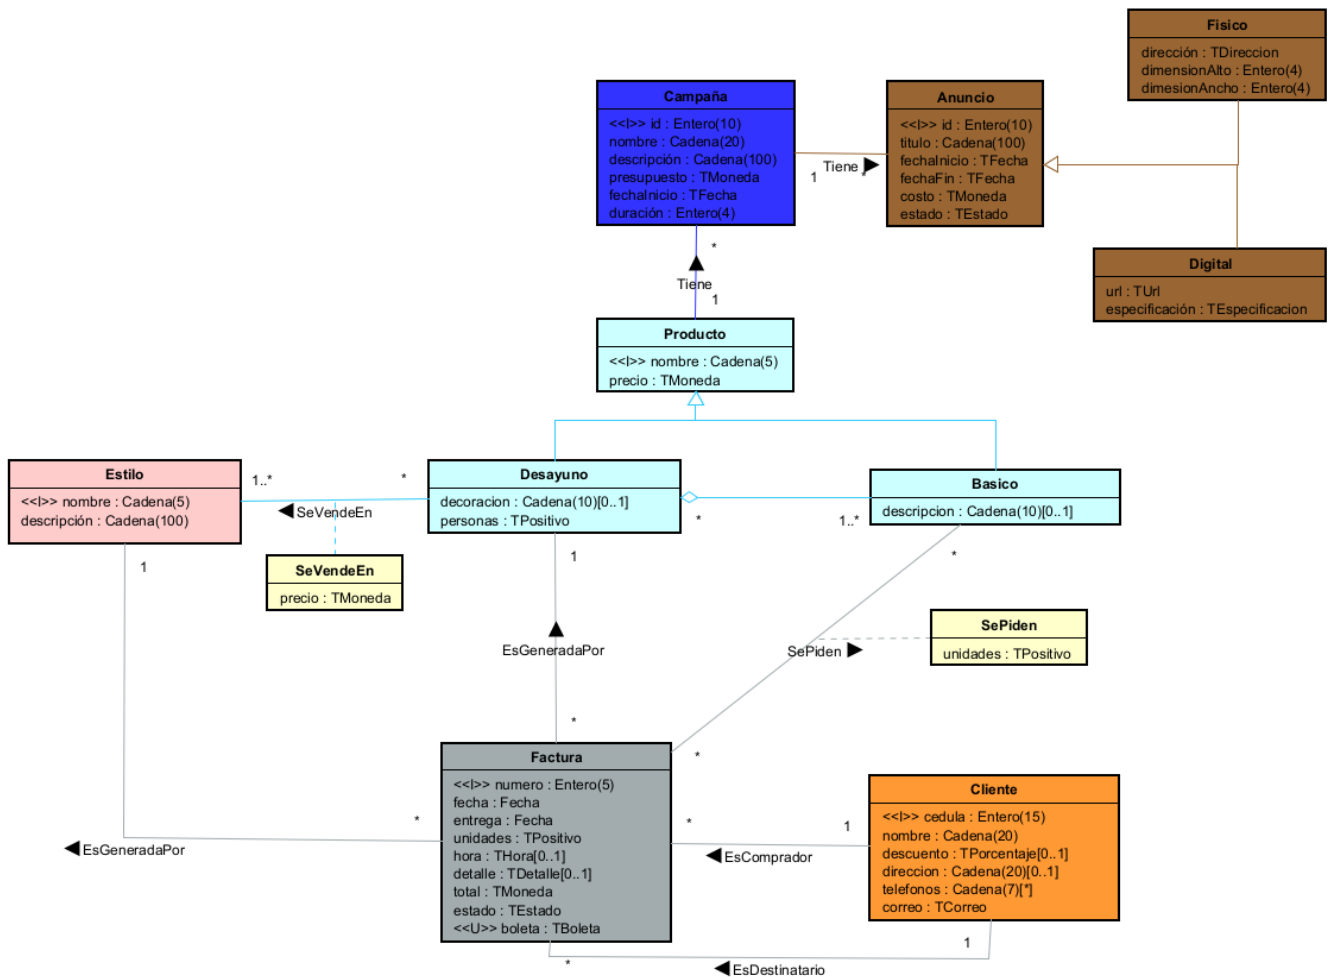 Fisico
dirección : TDireccion
dimensionAlto : Entero(4)
dimesionAncho : Entero(4)
Campaña
<<I>> id : Entero(10)
nombre : Cadena(20)
descripción : Cadena(100)
presupuesto : TMoneda
fechaInicio : TFecha
duración : Entero(4)
Anuncio
<<I>> id : Entero(10)
titulo : Cadena(100)
fechaInicio : TFecha
fechaFin : TFecha
costo : TMoneda
estado : TEstado
Tiene
1
*
Digital
url : TUrl
especificación : TEspecificacion
*
Tiene
1
Producto
<<I>> nombre : Cadena(5)
precio : TMoneda
Estilo
<<I>> nombre : Cadena(5)
descripción : Cadena(100)
1..*
*
SeVendeEn
Desayuno
decoracion : Cadena(10)[0..1]
personas : TPositivo
*
1..*
Basico
descripcion : Cadena(10)[0..1]
1
SeVendeEn
precio : TMoneda
1
*
EsGeneradaPor
SePiden
SePiden
unidades : TPositivo
*
*
Factura
<<I>> numero : Entero(5)
fecha : Fecha
entrega : Fecha
unidades : TPositivo
hora : THora[0..1]
detalle : TDetalle[0..1]
total : TMoneda
estado : TEstado
<<U>> boleta : TBoleta
*
EsGeneradaPor
*
1
EsComprador
Cliente
<<I>> cedula : Entero(15)
nombre : Cadena(20)
descuento : TPorcentaje[0..1]
direccion : Cadena(20)[0..1]
telefonos : Cadena(7)[*]
correo : TCorreo
1
*
EsDestinatario